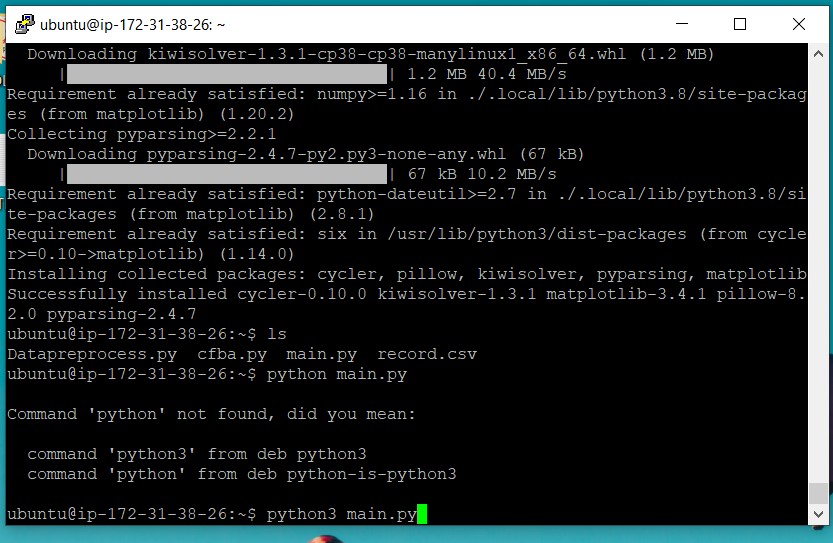 ubuntu@ip-172-31-38-26: ~
Downloading kiwisolver-1.3.1-cp38-cp38-manylinux1_x86_64.whl (1.2 MB)
| | 1.2 MB 40.4 MB/s
Requirement already satisfied: numpy>=1.16 in ./.local/lib/python3.8/site-packag
es (from matplotlib) (1.20.2)
Collecting pyparsing>=2.2.1
Downloading pyparsing-2.4.7-py2.py3-none-any.whl (67 kB)
| | 67 kB 10.2 MB/s
Requirement already satisfied: python-dateutil>=2.7 in ./.local/lib/python3.8/si
te-packages (from matplotlib) (2.8.1)
Requirement already satisfied: six in /usr/lib/python3/dist-packages (from cycle
r>=0.10->matplotlib) (1.14.0)
Installing collected packages: cycler, pillow, kiwisolver, pyparsing, matplotlib
Successfully installed cycler-0.10.0 kiwisolver-1.3.1 matplotlib-3.4.1 pillow-8.
2.0 pyparsing-2.4.7
ubuntu@ip-172-31-38-26:~$ ls
Datapreprocess.py cfba.py main.py record.csv
ubuntu@ip-172-31-38-26:~$ python main.py
Command 'python' not found, did you mean:
command 'python3' from deb python3
command 'python' from deb python-is-python3
ubuntu@ip-172-31-38-26:~$ python3 main.py